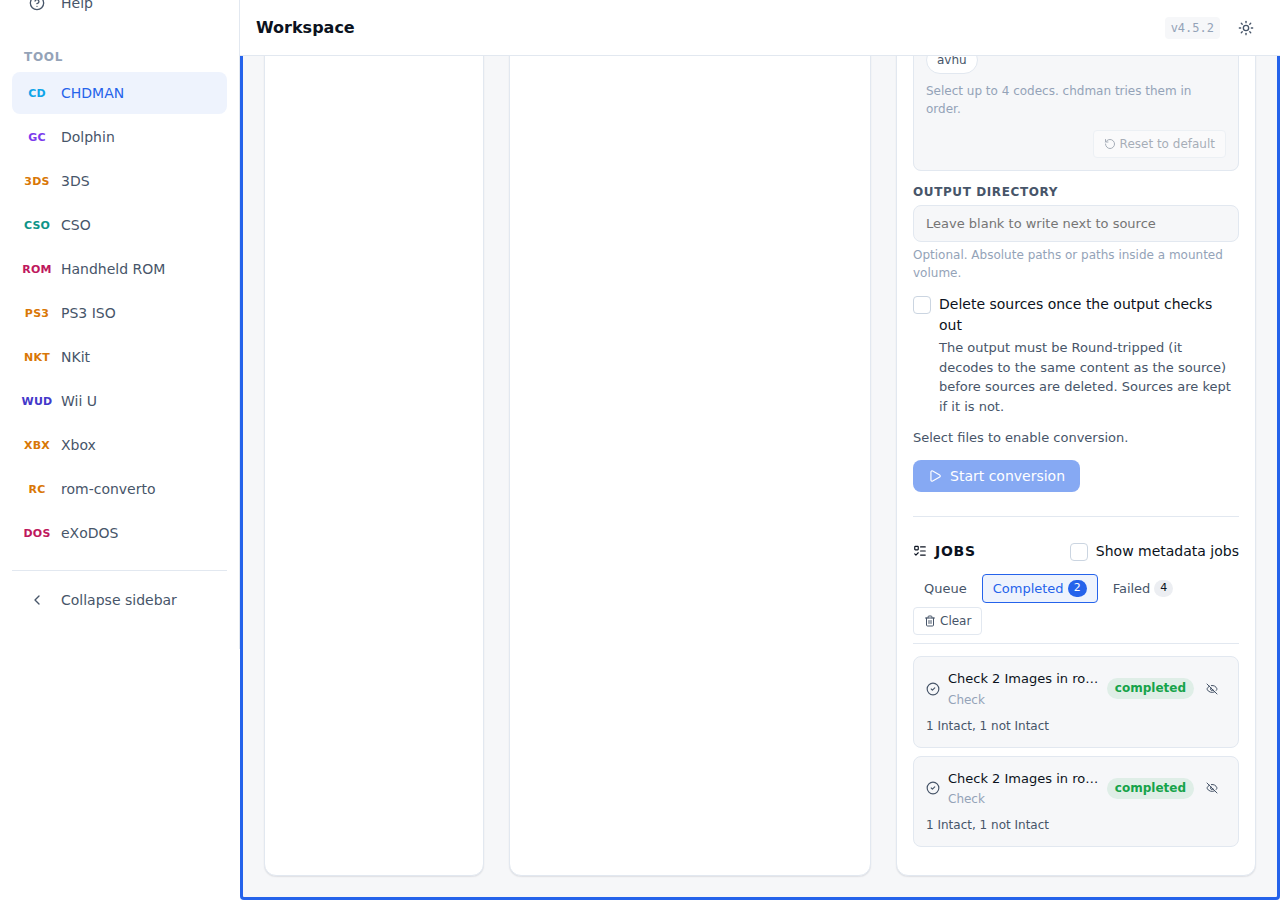 Help
TOOL
CD CHDMAN
GC Dolphin
3DS 3DS
CSO CSO
ROM Handheld ROM
PS3 PS3 ISO
NKT NKit
WUD Wii U
XBX Xbox
RC rom-converto
DOS eXoDOS
Collapse sidebar
Workspace
v4.5.2
avhu
Select up to 4 codecs. chdman tries them in
order.
Reset to default
OUTPUT DIRECTORY
Leave blank to write next to source
Optional. Absolute paths or paths inside a mounted
volume.
Delete sources once the output checks
out
The output must be Round-tripped (it
decodes to the same content as the source)
before sources are deleted. Sources are kept
if it is not.
Select files to enable conversion.
Start conversion
JOBS
Show metadata jobs
Queue Completed 2 Failed 4
Clear
Check 2 Images in ro... completed
Check
1 Intact, 1 not Intact
Check 2 Images in ro... completed
Check
1 Intact, 1 not Intact